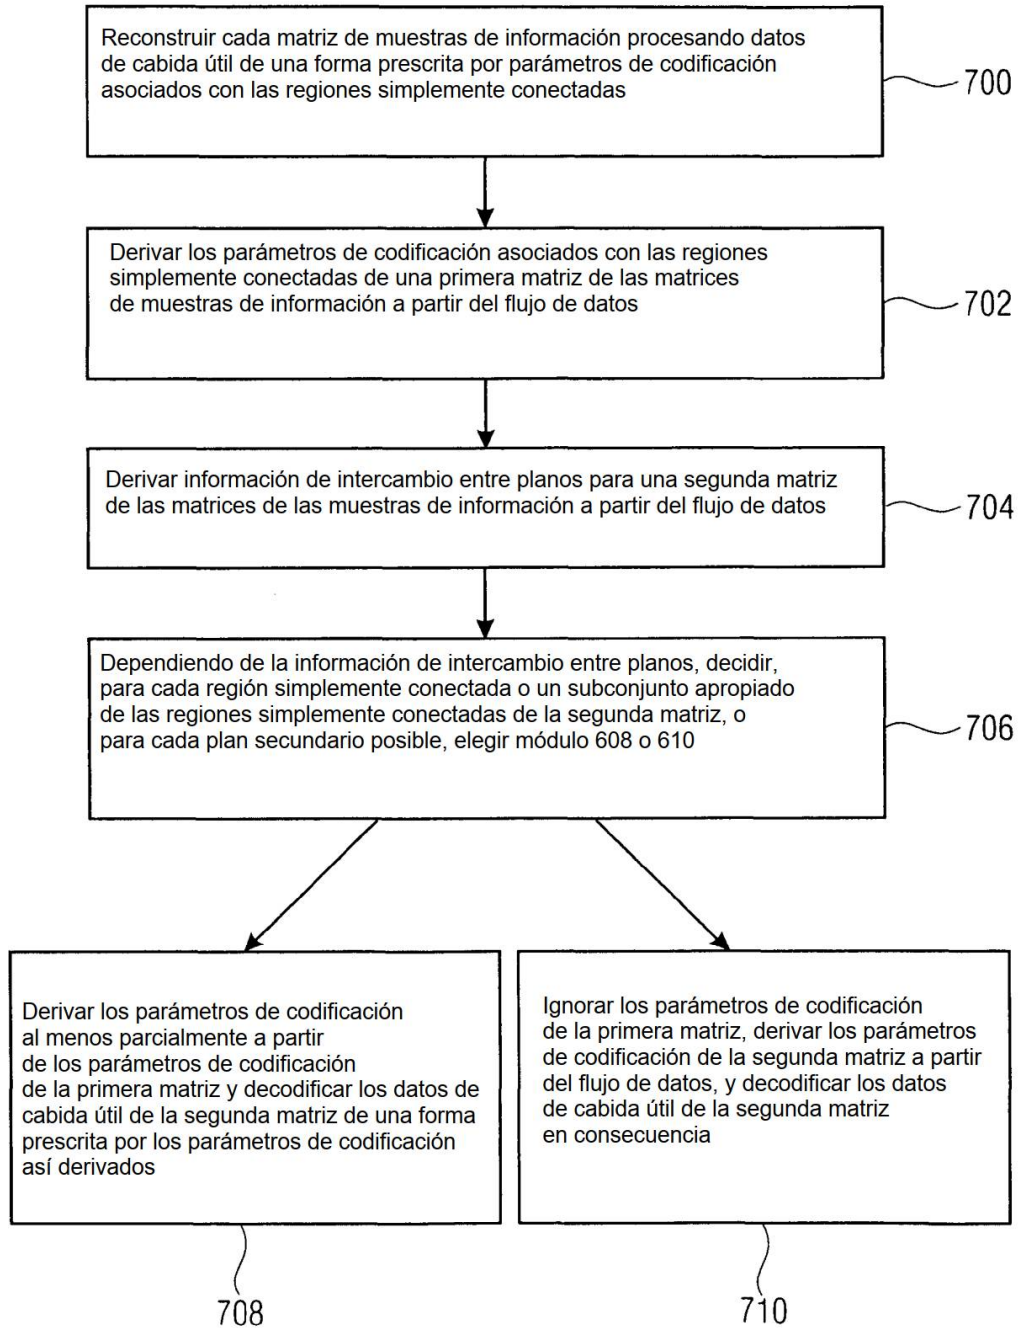 Reconstruir cada matriz de muestras de información procesando datos
de cabida útil de una forma prescrita por parámetros de codificación
asociados con las regiones simplemente conectadas
700
Derivar los parámetros de codificación asociados con las regiones
simplemente conectadas de una primera matriz de las matrices
de muestras de información a partir del flujo de datos
702
Derivar información de intercambio entre planos para una segunda matriz
de las matrices de las muestras de información a partir del flujo de datos
704
Dependiendo de la información de intercambio entre planos, decidir,
para cada región simplemente conectada o un subconjunto apropiado
de las regiones simplemente conectadas de la segunda matriz, o
para cada plan secundario posible, elegir módulo 608 o 610
706
Derivar los parámetros de codificación
al menos parcialmente a partir
de los parámetros de codificación
de la primera matriz y decodificar los datos de
cabida útil de la segunda matriz de una forma
prescrita por los parámetros de codificación
así derivados
708
Ignorar los parámetros de codificación
de la primera matriz, derivar los parámetros
de codificación de la segunda matriz a partir
del flujo de datos, y decodificar los datos
de cabida útil de la segunda matriz
en consecuencia
710